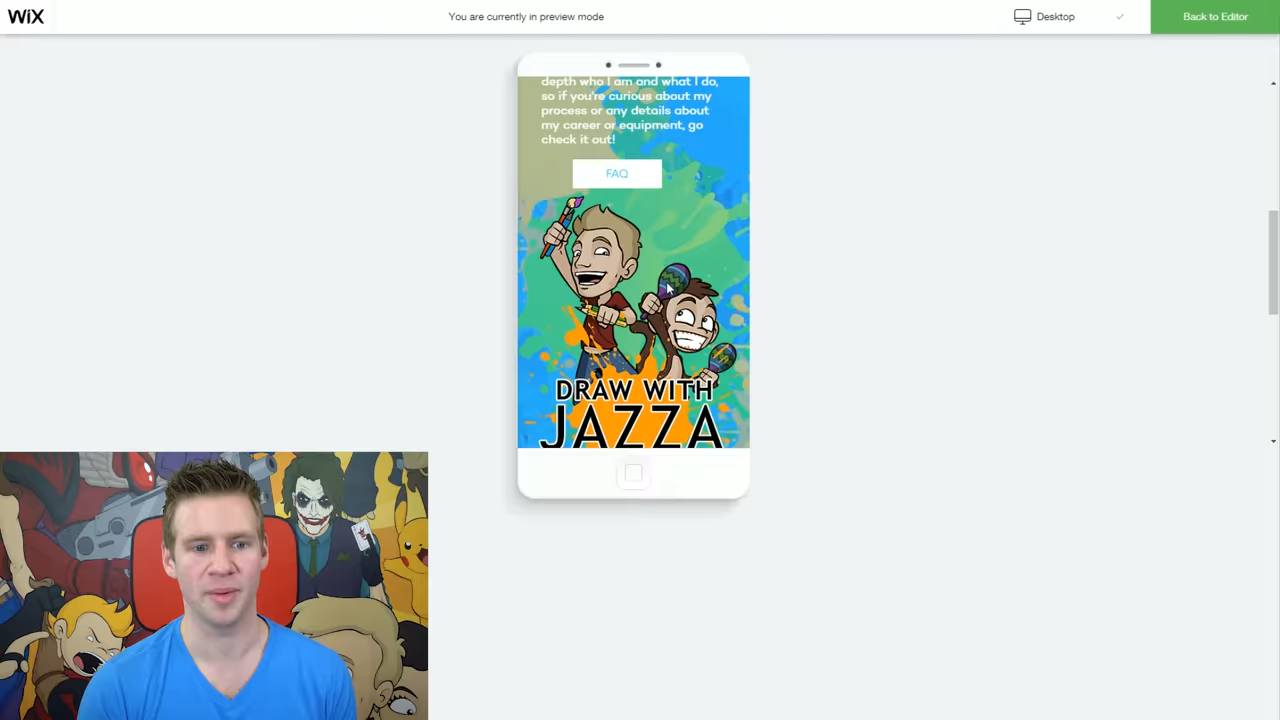 WiX
You are currently in preview mode
Desktop
Back to Editor
depth who I am and what I do,
so if you're curious about my
process or any details about
my career or equipment, go
check it out!
FAQ
DRAW WITH
JAZZA